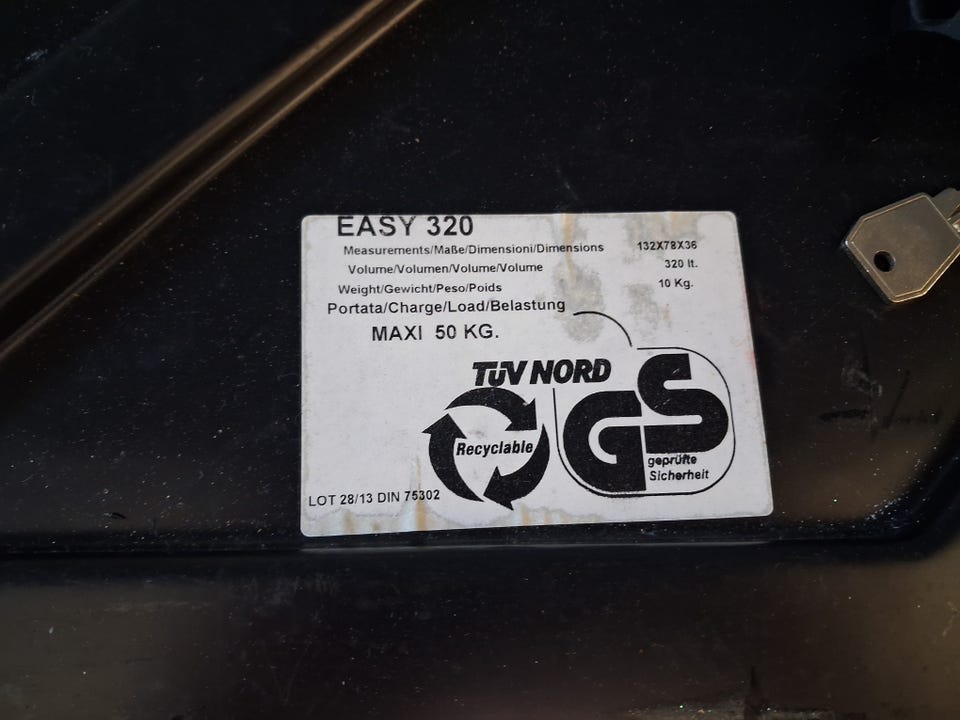 EASY 320
Measurements/Maße/Dimensioni/Dimensions 132X78X36
Volume/Volumen/Volume/Volume 320 lt.
Weight/Gewicht/Peso/Poids 10 Kg.
Portata/Charge/Load/Belastung
MAXI 50 KG.
TÜV NORD
GS
Recyclable
geprüfte
Sicherheit
LOT 28/13 DIN 75302